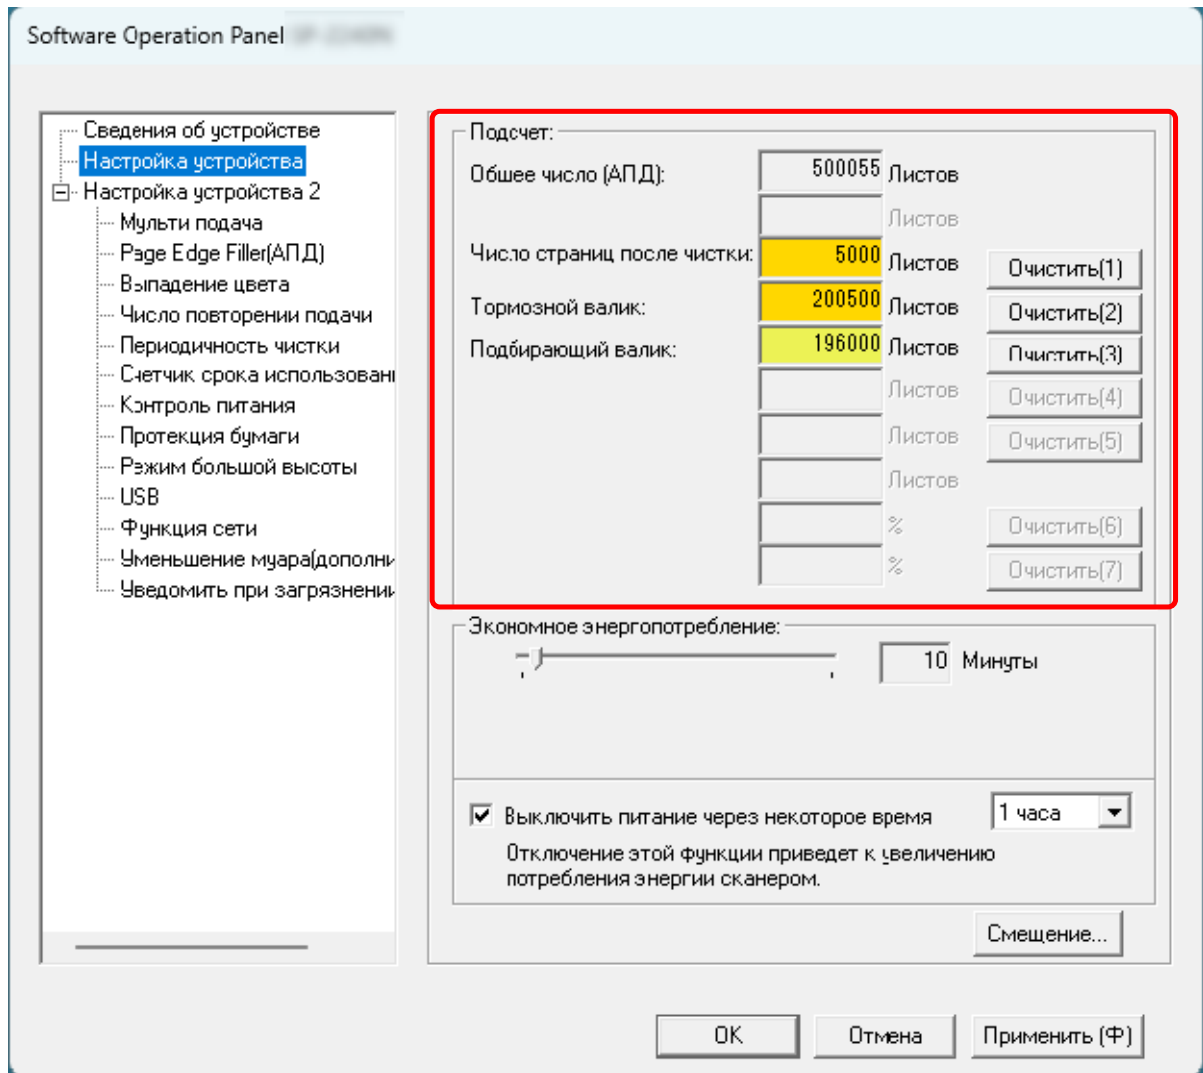 Software Operation Panel
Сведения об устройстве
Настройка устройства
Настройка устройства 2
Мульти подача
Page Edge Filler(АПД)
Выпадение цвета
Число повторении подачи
Периодичность чистки
Счетчик срока использовані
Контроль питания
Протекция бумаги
Режим большой высоты
USB
Функция сети
Уменьшение муара(дополни
Уведомить при загрязнении
Подсчет:
Обшее число (АПД): 500055 Листов
Листов
Число страниц после чистки: 5000 Листов Очистить(1)
Тормозной валик: 200500 Листов Очистить(2)
Подбирающий валик: 196000 Листов Очистить(3)
Листов Очистить(4)
Листов Очистить(5)
Листов
% Очистить(6)
% Очистить(7)
Экономное энергопотребление:
10 Минуты
Выключить питание через некоторое время 1 часа
Отключение этой функции приведет к увеличению
потребления энергии сканером.
Смещение...
OK Отмена Применить (Ф)